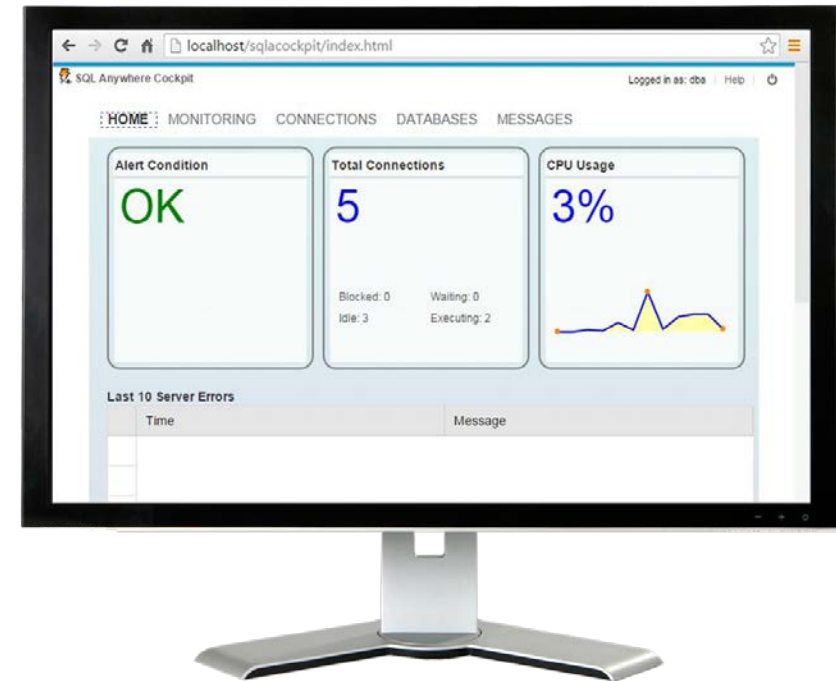 localhost/sqlacockpit/index.html
SQL Anywhere Cockpit
Logged in as: dba | Help
HOME MONITORING CONNECTIONS DATABASES MESSAGES
Alert Condition
OK
Total Connections
5
Blocked: 0 Waiting: 0
Idle: 3 Executing: 2
CPU Usage
3%
Last 10 Server Errors
Time Message